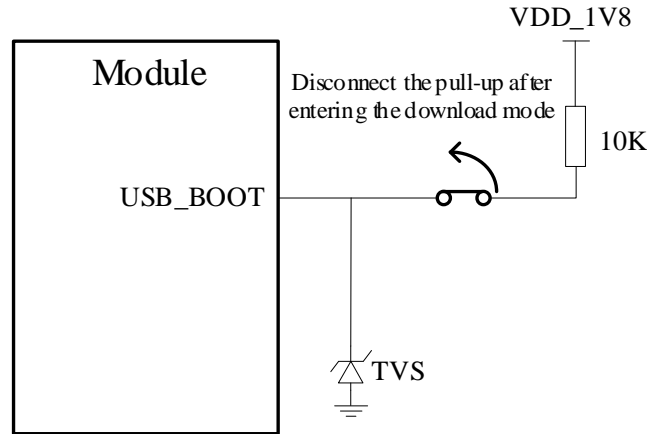 VDD_1V8
Module
Disconnect the pull-up after
entering the download mode
10K
USB_BOOT
TVS